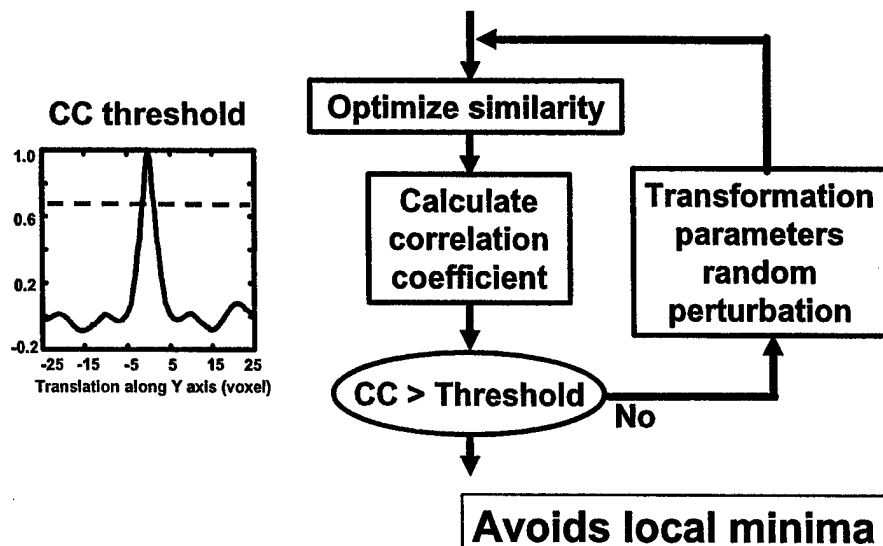 Optimize similarity
CC threshold
1.0
0.6
0.2
-0.2
-25 -15 -5 5 15 25
Translation along Y axis (voxel)
Calculate
correlation
coefficient
Transformation
parameters
random
perturbation
CC > Threshold
No
Avoids local minima